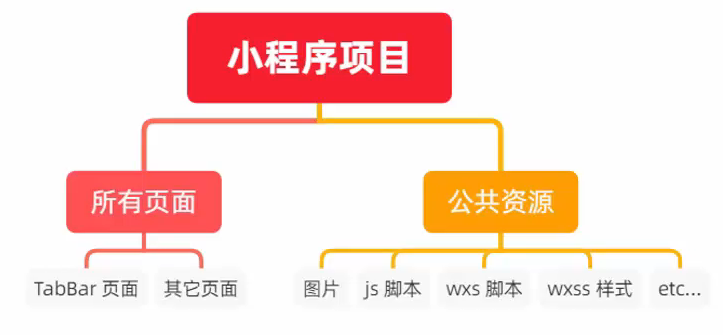 小程序项目
所有页面
公共资源
TabBar 页面
其它页面
图片
js 脚本
wxs 脚本
wxss 样式
etc...